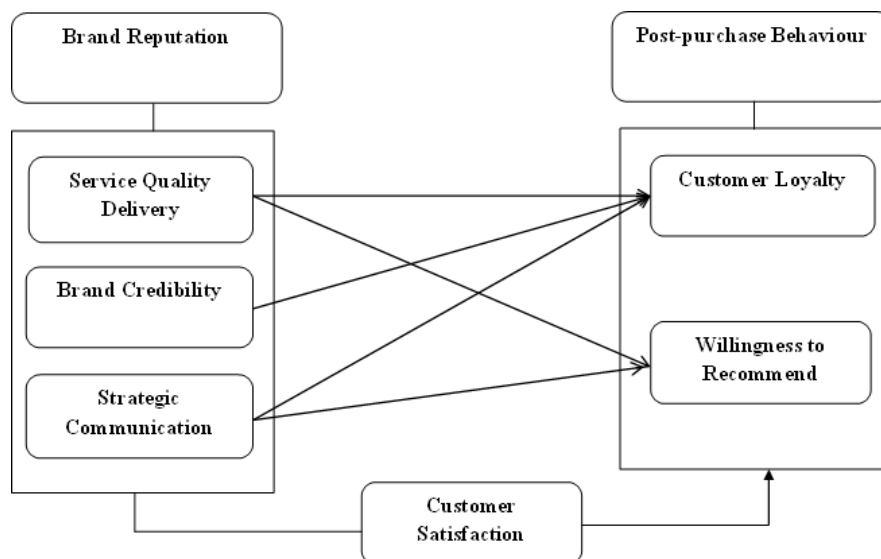 Brand Reputation
Post-purchase Behaviour
Service Quality
Delivery
Customer Loyalty
Brand Credibility
Willingness to
Recommend
Strategic
Communication
Customer
Satisfaction